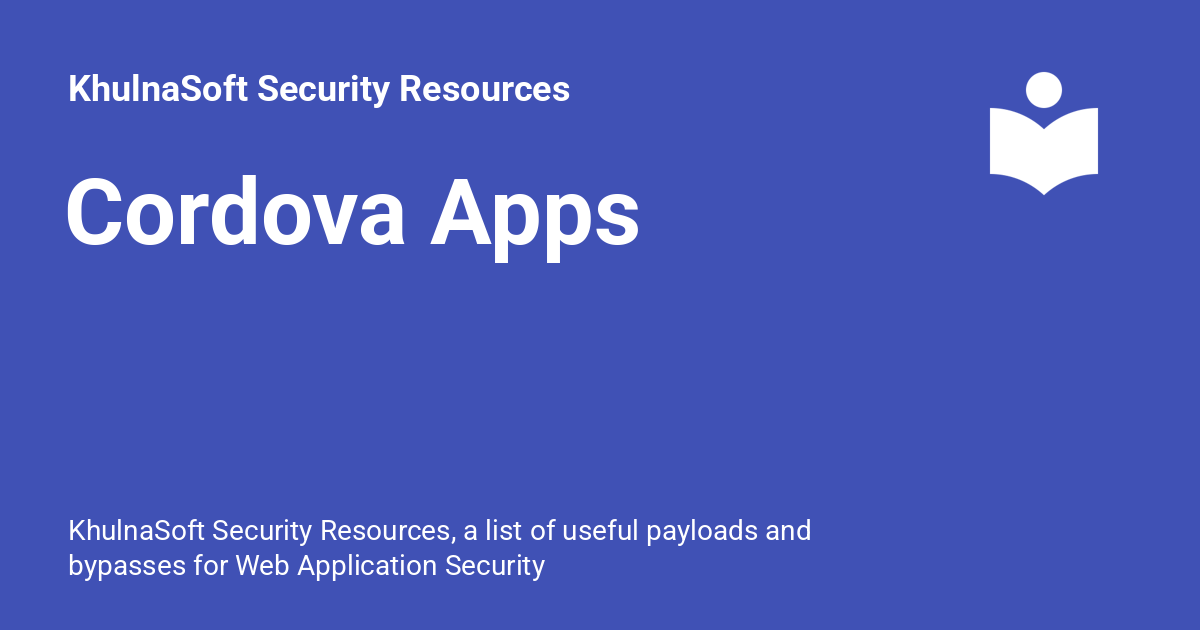 KhulnaSoft Security Resources
Cordova Apps
KhulnaSoft Security Resources, a list of useful payloads and
bypasses for Web Application Security